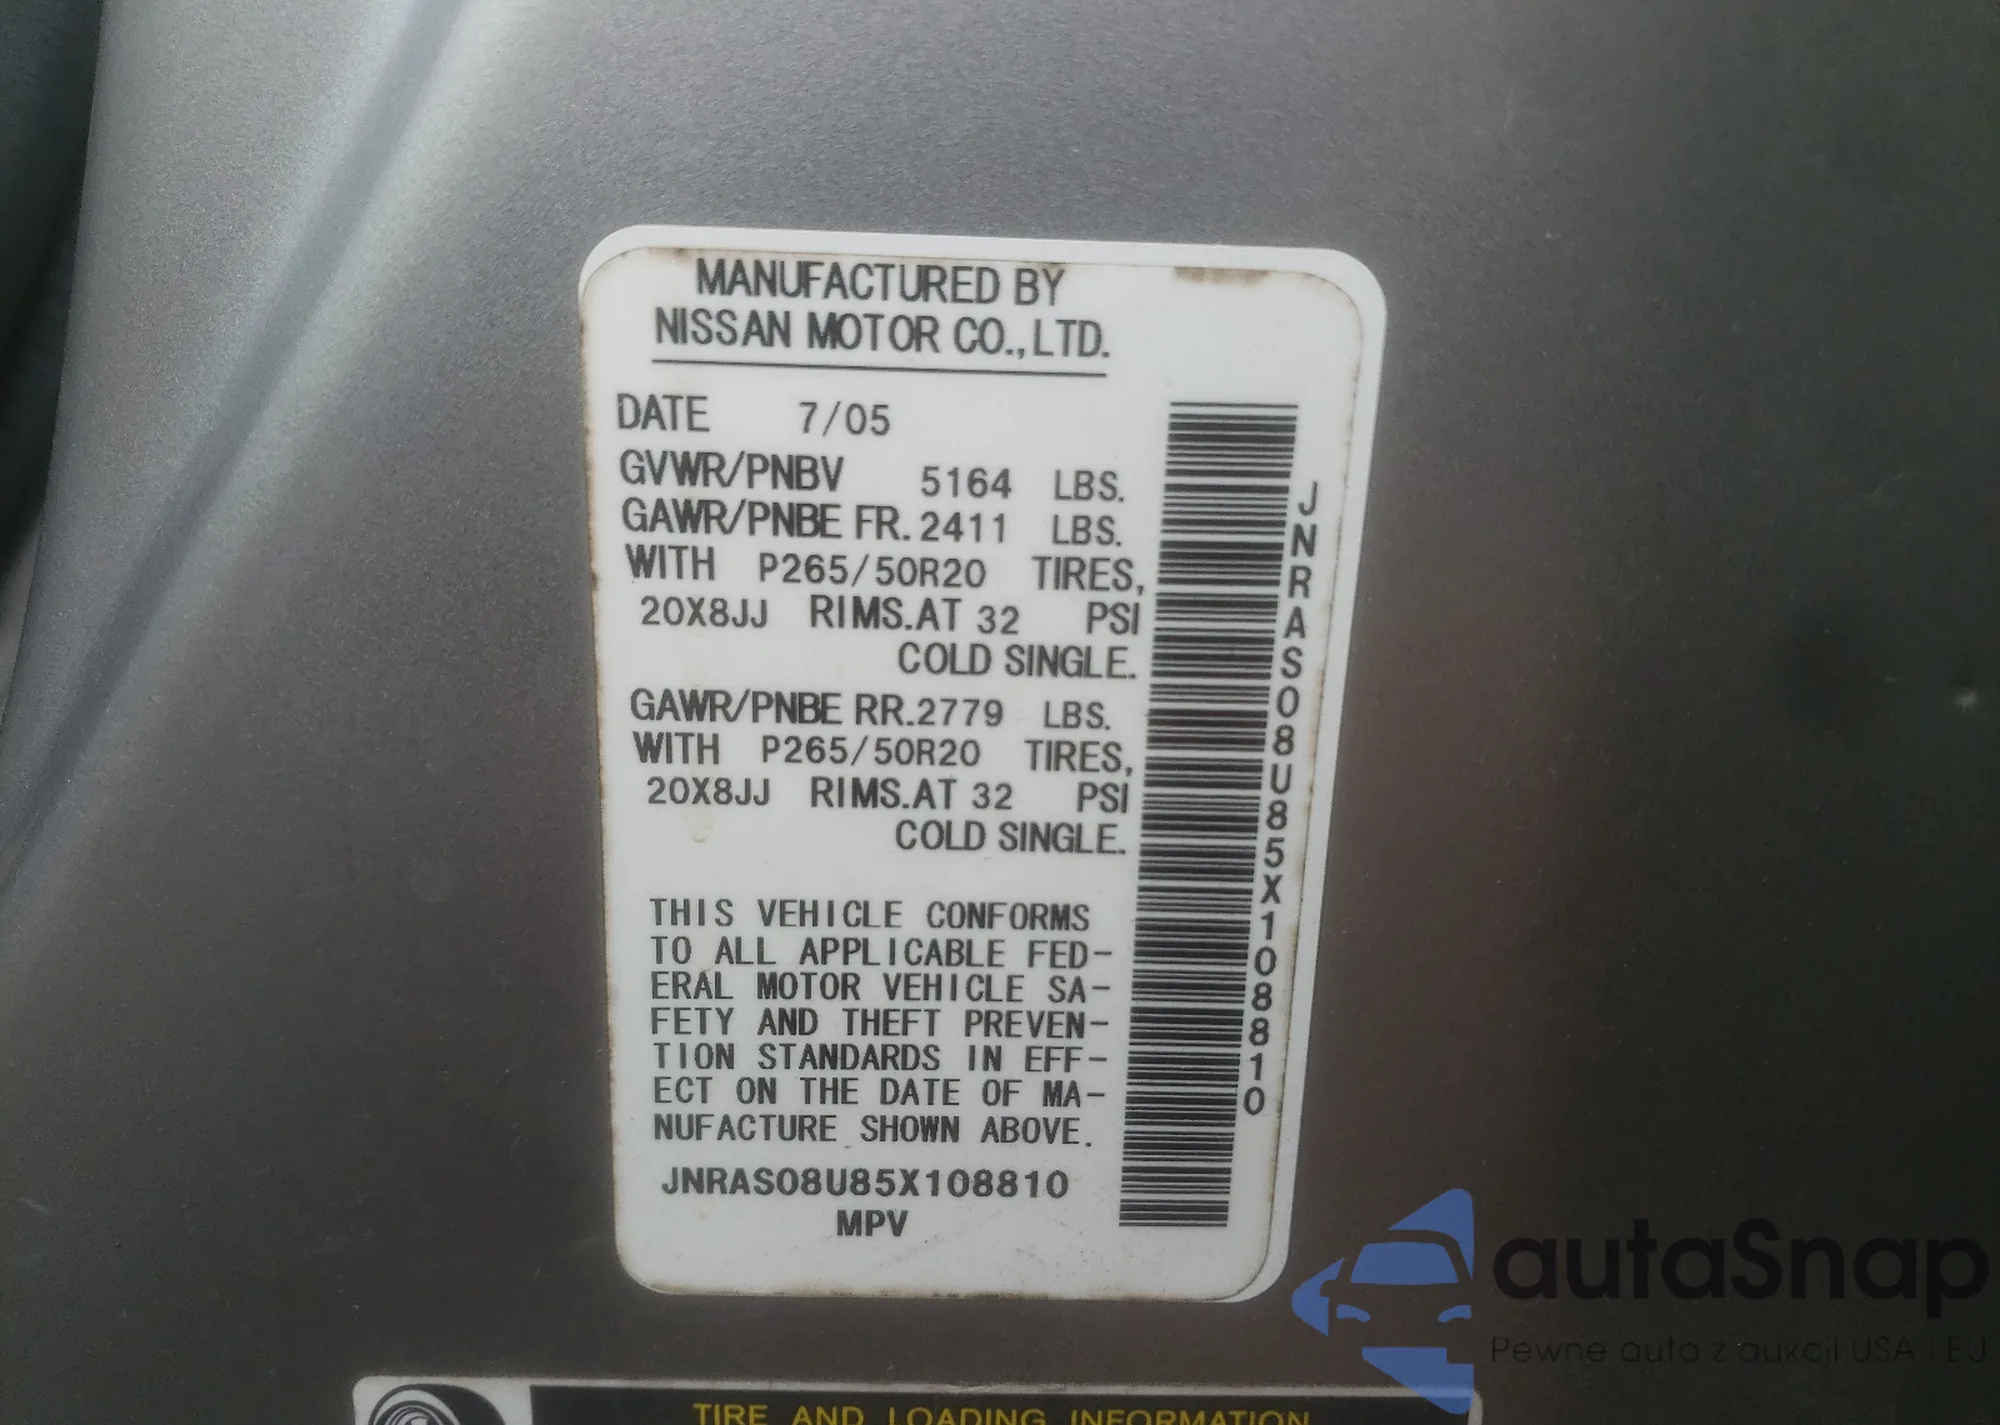 MANUFACTURED BY
NISSAN MOTOR CO.,LTD.
DATE 7/05
GVWR/PNBV 5164 LBS.
GAWR/PNBE FR. 2411 LBS.
WITH P265/50R20 TIRES,
20X8JJ RIMS.AT 32 PSI
COLD SINGLE.
GAWR/PNBE RR. 2779 LBS.
WITH P265/50R20 TIRES,
20X8JJ RIMS.AT 32 PSI
COLD SINGLE.
THIS VEHICLE CONFORMS
TO ALL APPLICABLE FED-
ERAL MOTOR VEHICLE SA-
FETY AND THEFT PREVEN-
TION STANDARDS IN EFF-
ECT ON THE DATE OF MA-
NUFACTURE SHOWN ABOVE.
JNRAS08U85X108810
MPV
JNRAS08U85X108810
TIRE AND LOADING INFORMATION
autaSnap
Pewne auta z aukcji USA i EU